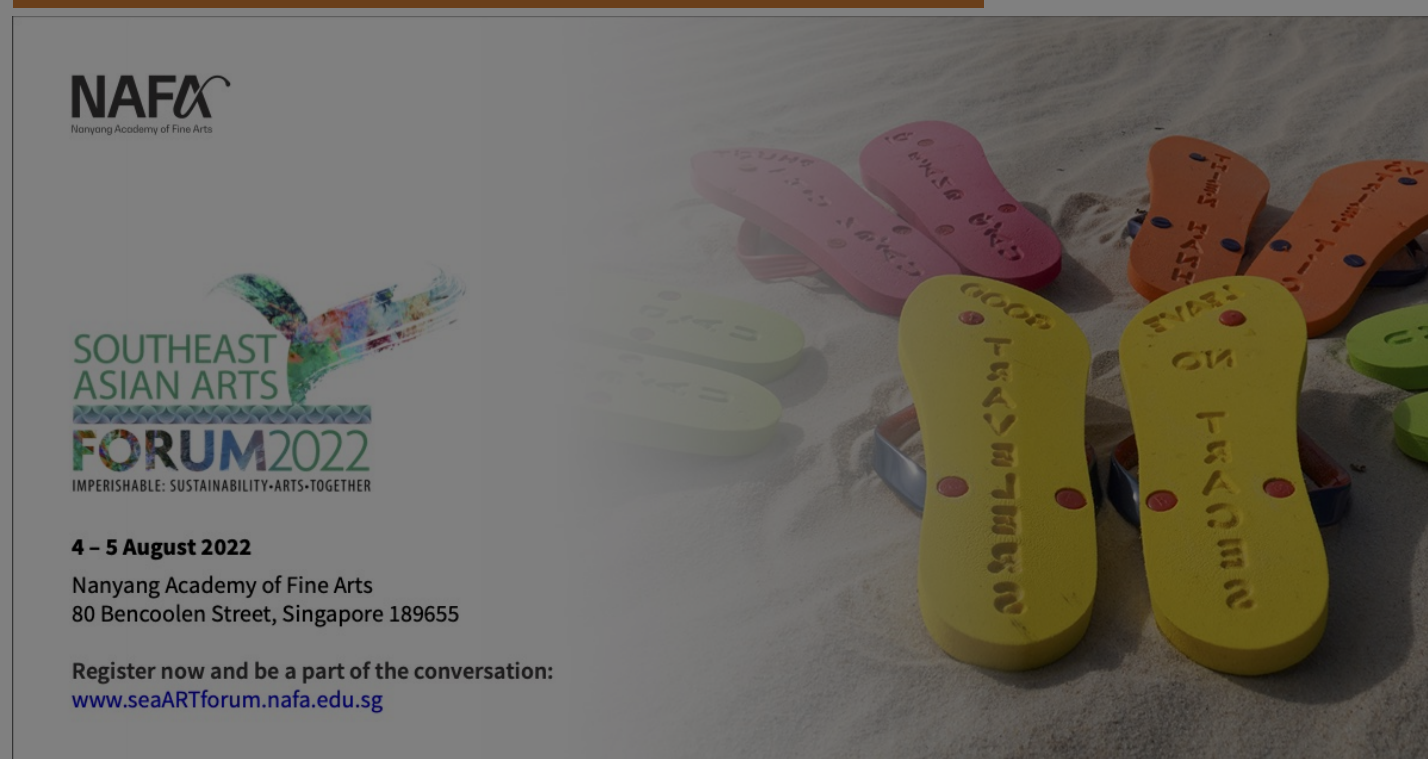 NAFA
Nanyang Academy of Fine Arts
SOUTHEAST
ASIAN ARTS
FORUM2022
IMPERISHABLE: SUSTAINABILITY•ARTS•TOGETHER
4 – 5 August 2022
Nanyang Academy of Fine Arts
80 Bencoolen Street, Singapore 189655
Register now and be a part of the conversation:
www.seaARTforum.nafa.edu.sg
GOOD
TRAVELERS
LEAVE
NO
TRACES